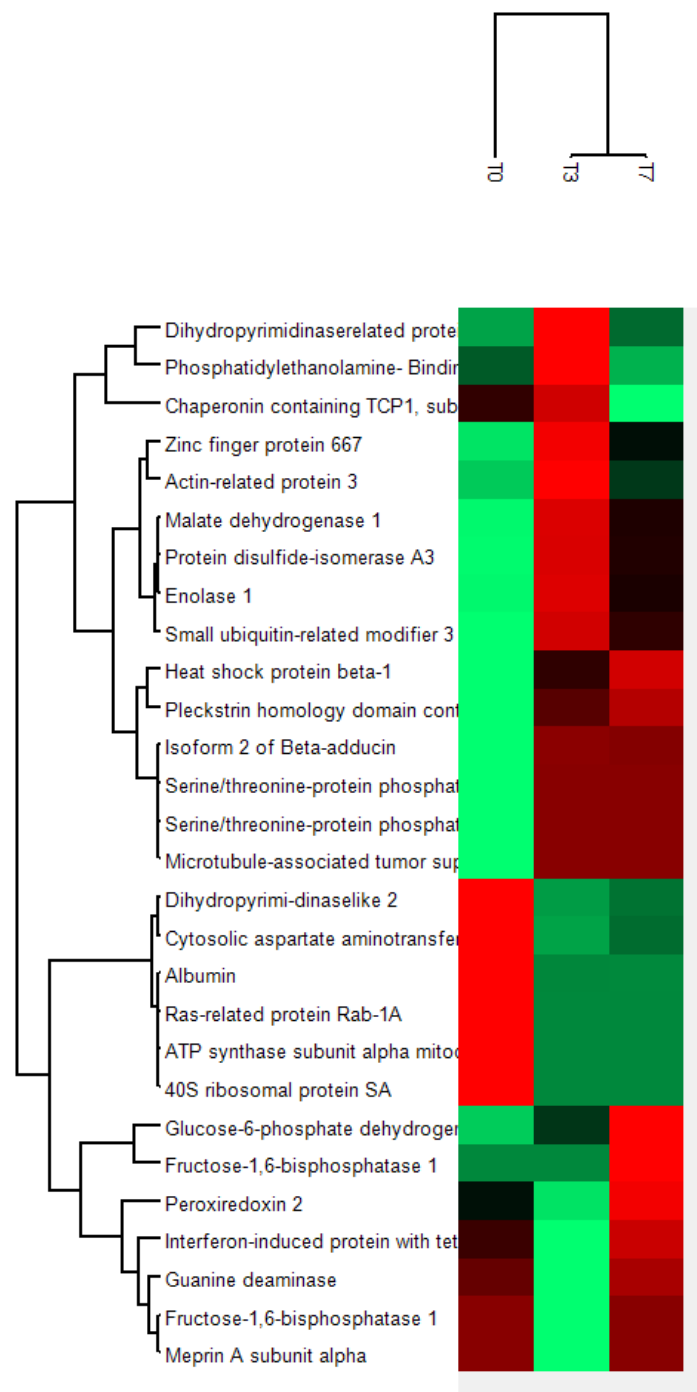 T0 T3 T7
Dihydropyrimidinaserelated prote
Phosphatidylethanolamine- Bindin
Chaperonin containing TCP1, sub
Zinc finger protein 667
Actin-related protein 3
Malate dehydrogenase 1
Protein disulfide-isomerase A3
Enolase 1
Small ubiquitin-related modifier 3
Heat shock protein beta-1
Pleckstrin homology domain cont
Isoform 2 of Beta-adducin
Serine/threonine-protein phosphat
Serine/threonine-protein phosphat
Microtubule-associated tumor sup
Dihydropyrimi-dinaselike 2
Cytosolic aspartate aminotransfer
Albumin
Ras-related protein Rab-1A
ATP synthase subunit alpha mitoc
40S ribosomal protein SA
Glucose-6-phosphate dehydrogen
Fructose-1,6-bisphosphatase 1
Peroxiredoxin 2
Interferon-induced protein with tet
Guanine deaminase
Fructose-1,6-bisphosphatase 1
Meprin A subunit alpha